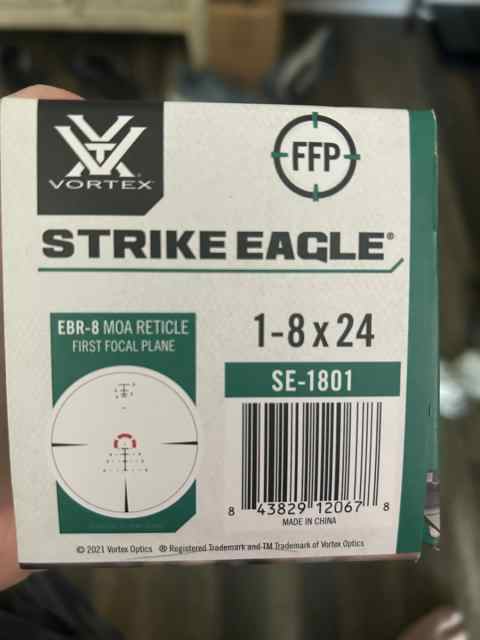 VORTEX
FFP
STRIKE EAGLE®
EBR-8 MOA RETICLE
FIRST FOCAL PLANE
1-8 x 24
SE-1801
8 43829 12067 8
MADE IN CHINA
© 2021 Vortex Optics ® Registered Trademark and TM Trademark of Vortex Optics